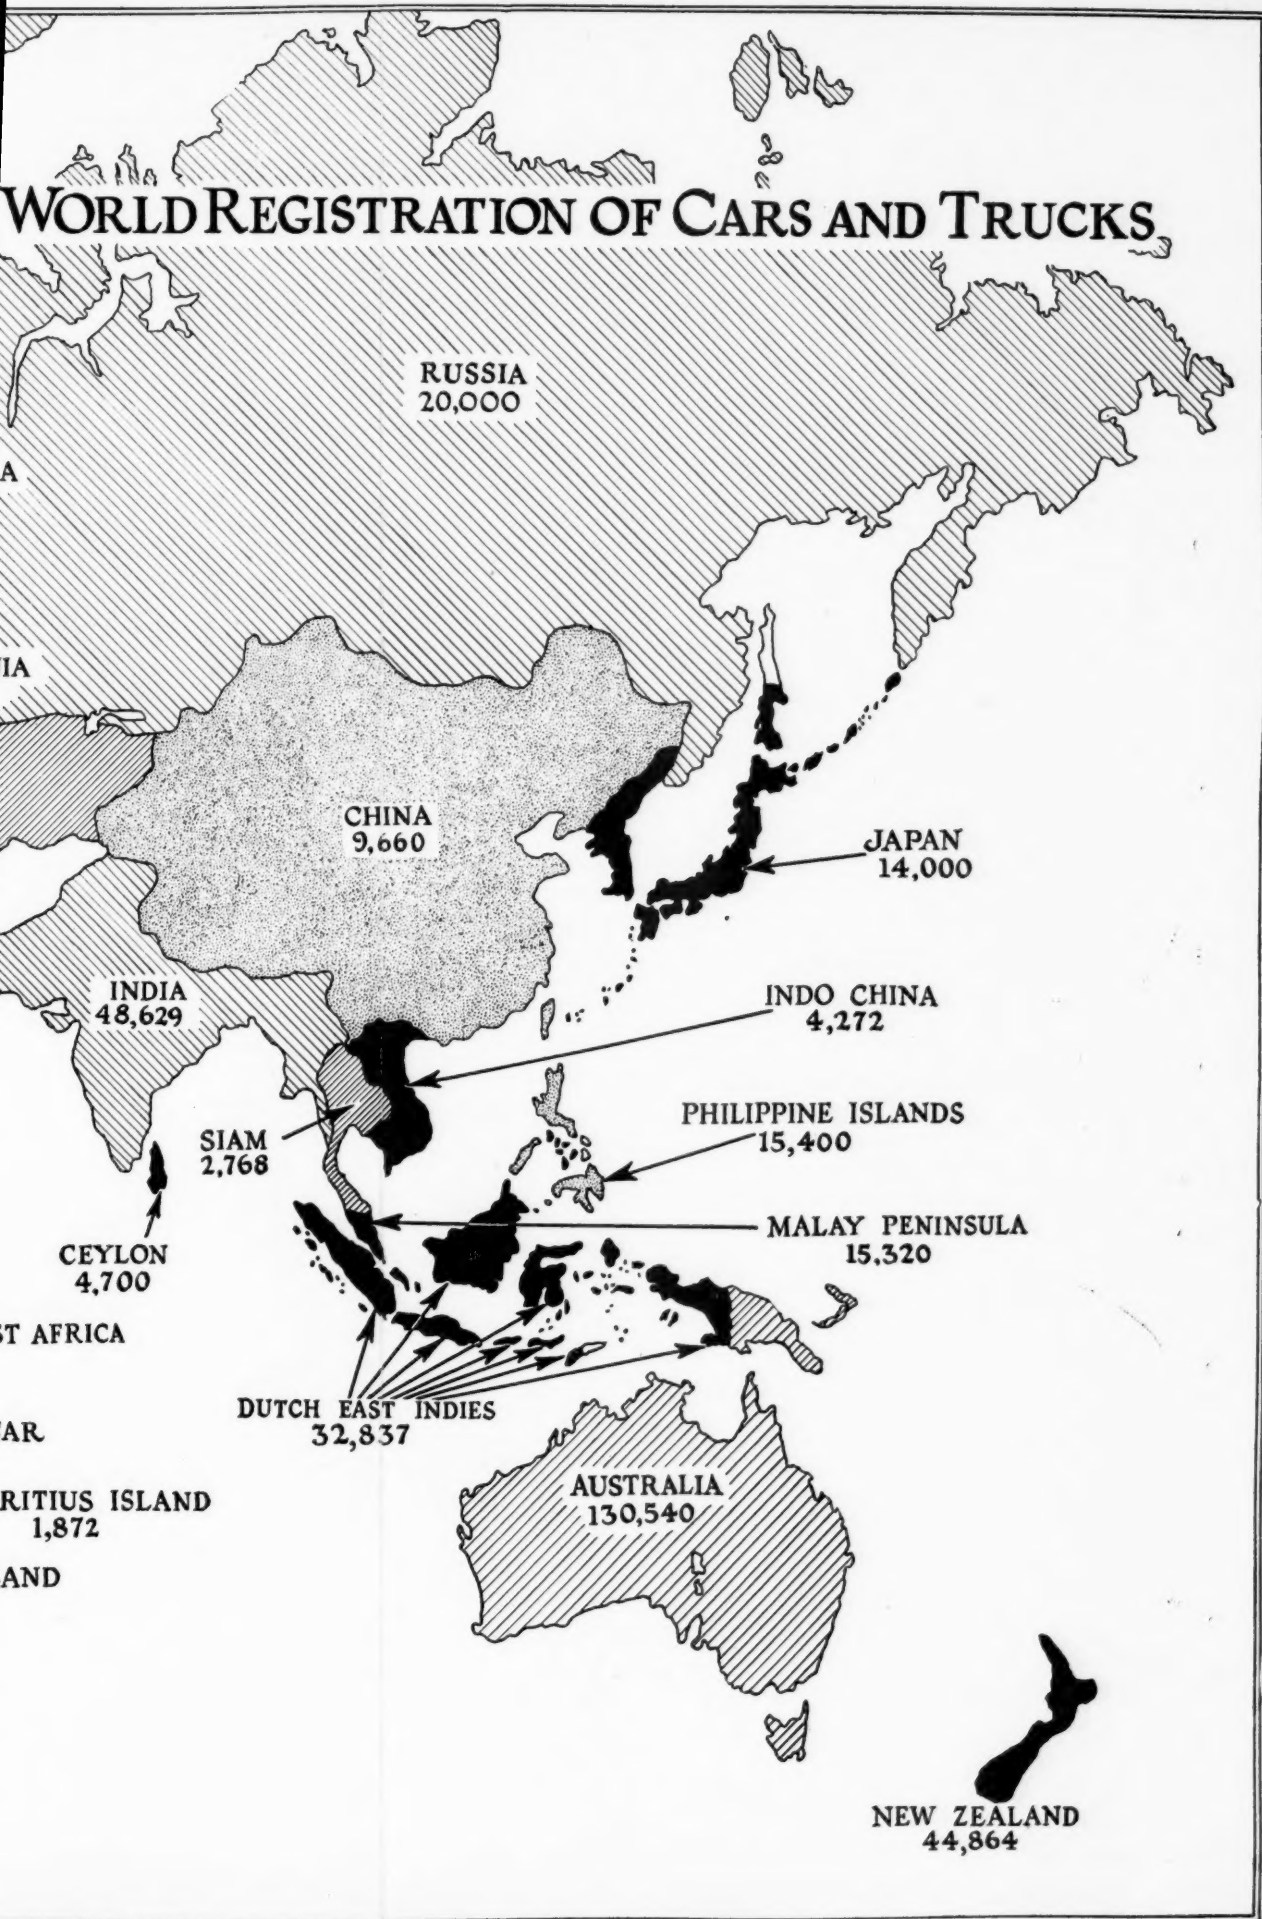 WORLD REGISTRATION OF CARS AND TRUCKS
RUSSIA
20,000
A
IA
CHINA
9,660
JAPAN
14,000
INDIA
48,629
INDO CHINA
4,272
PHILIPPINE ISLANDS
15,400
SIAM
2,768
MALAY PENINSULA
15,320
CEYLON
4,700
ST AFRICA
DUTCH EAST INDIES
32,837
AR
AUSTRALIA
130,540
RITIUS ISLAND
1,872
AND
NEW ZEALAND
44,864